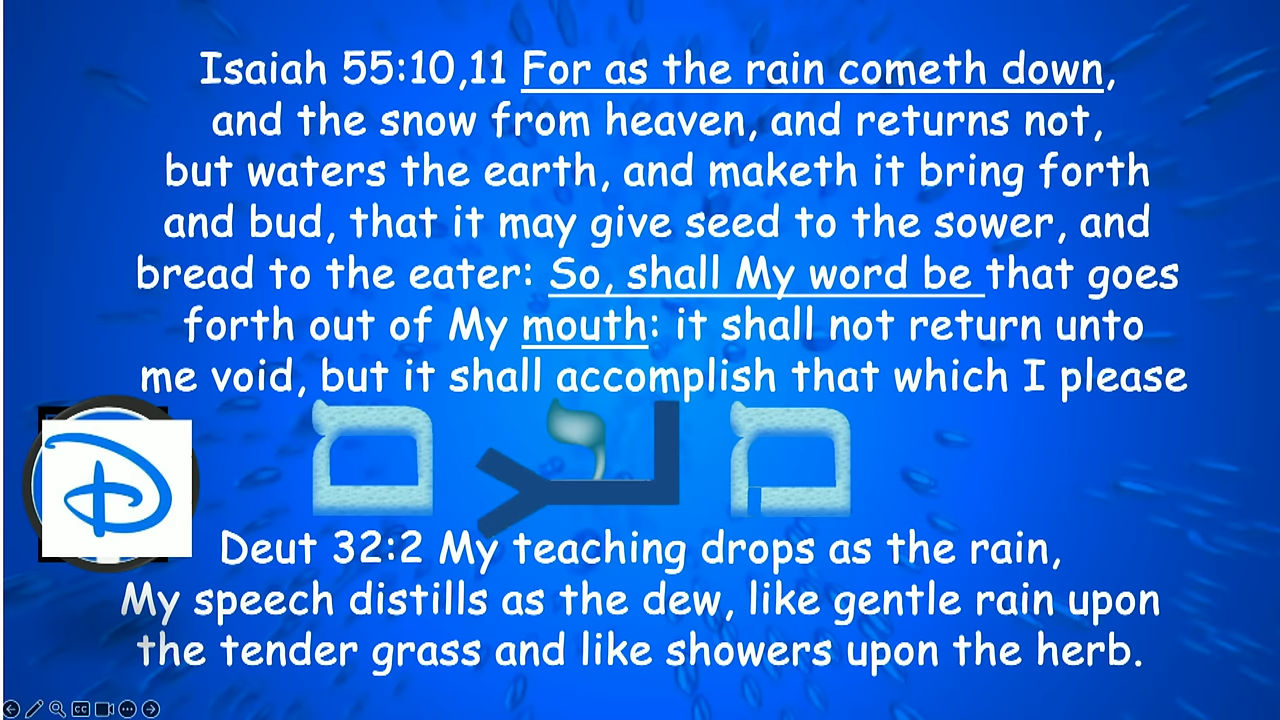 Isaiah 55:10,11 For as the rain cometh down,
and the snow from heaven, and returns not,
but waters the earth, and maketh it bring forth
and bud, that it may give seed to the sower, and
bread to the eater: So, shall My word be that goes
forth out of My mouth: it shall not return unto
me void, but it shall accomplish that which I please
ם י מ
D
Deut 32:2 My teaching drops as the rain,
My speech distills as the dew, like gentle rain upon
the tender grass and like showers upon the herb.
CC